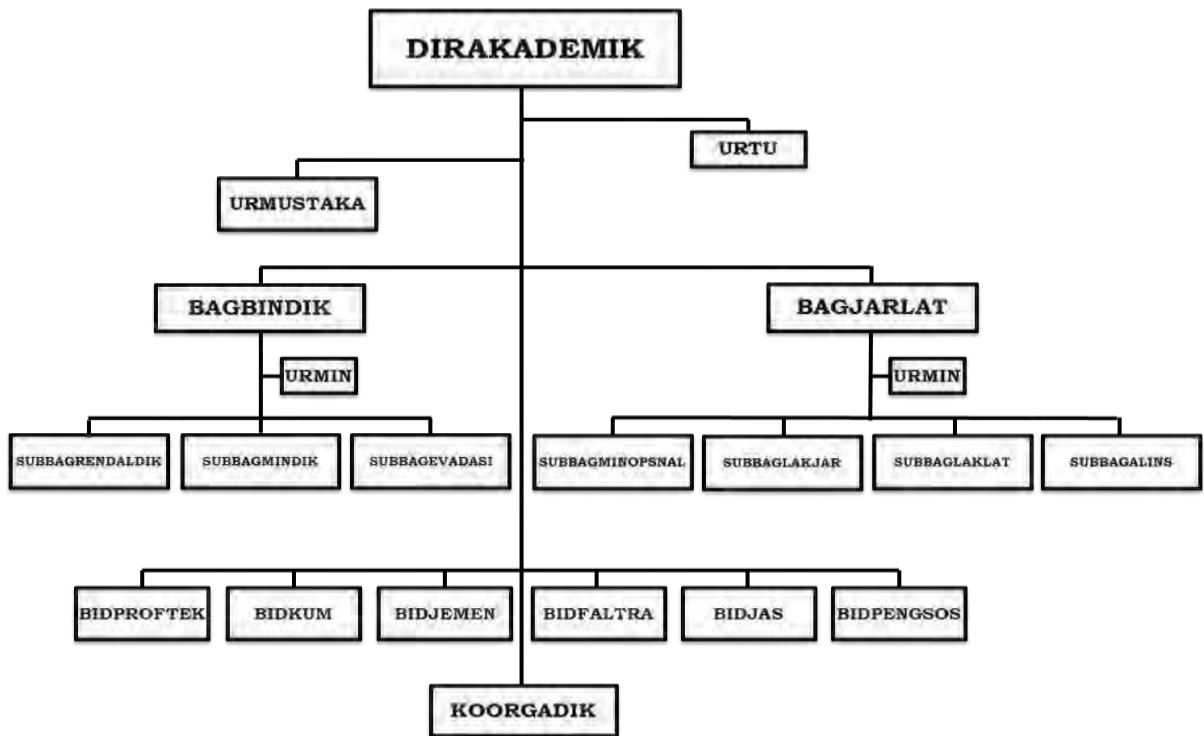 DIRAKADEMIK
URTU
URMUSTAKA
BAGBINDIK
BAGJARLAT
URMIN
URMIN
SUBBAGRENDALDIK
SUBBAGMINDIK
SUBBAGEVADASI
SUBBAGMINOPSNAL
SUBBAGLAKJAR
SUBBAGLAKLAT
SUBBAGALINS
BIDPROFTEK
BIDKUM
BIDJEMEN
BIDFALTRA
BIDJAS
BIDPENGSOS
KOORGADIK